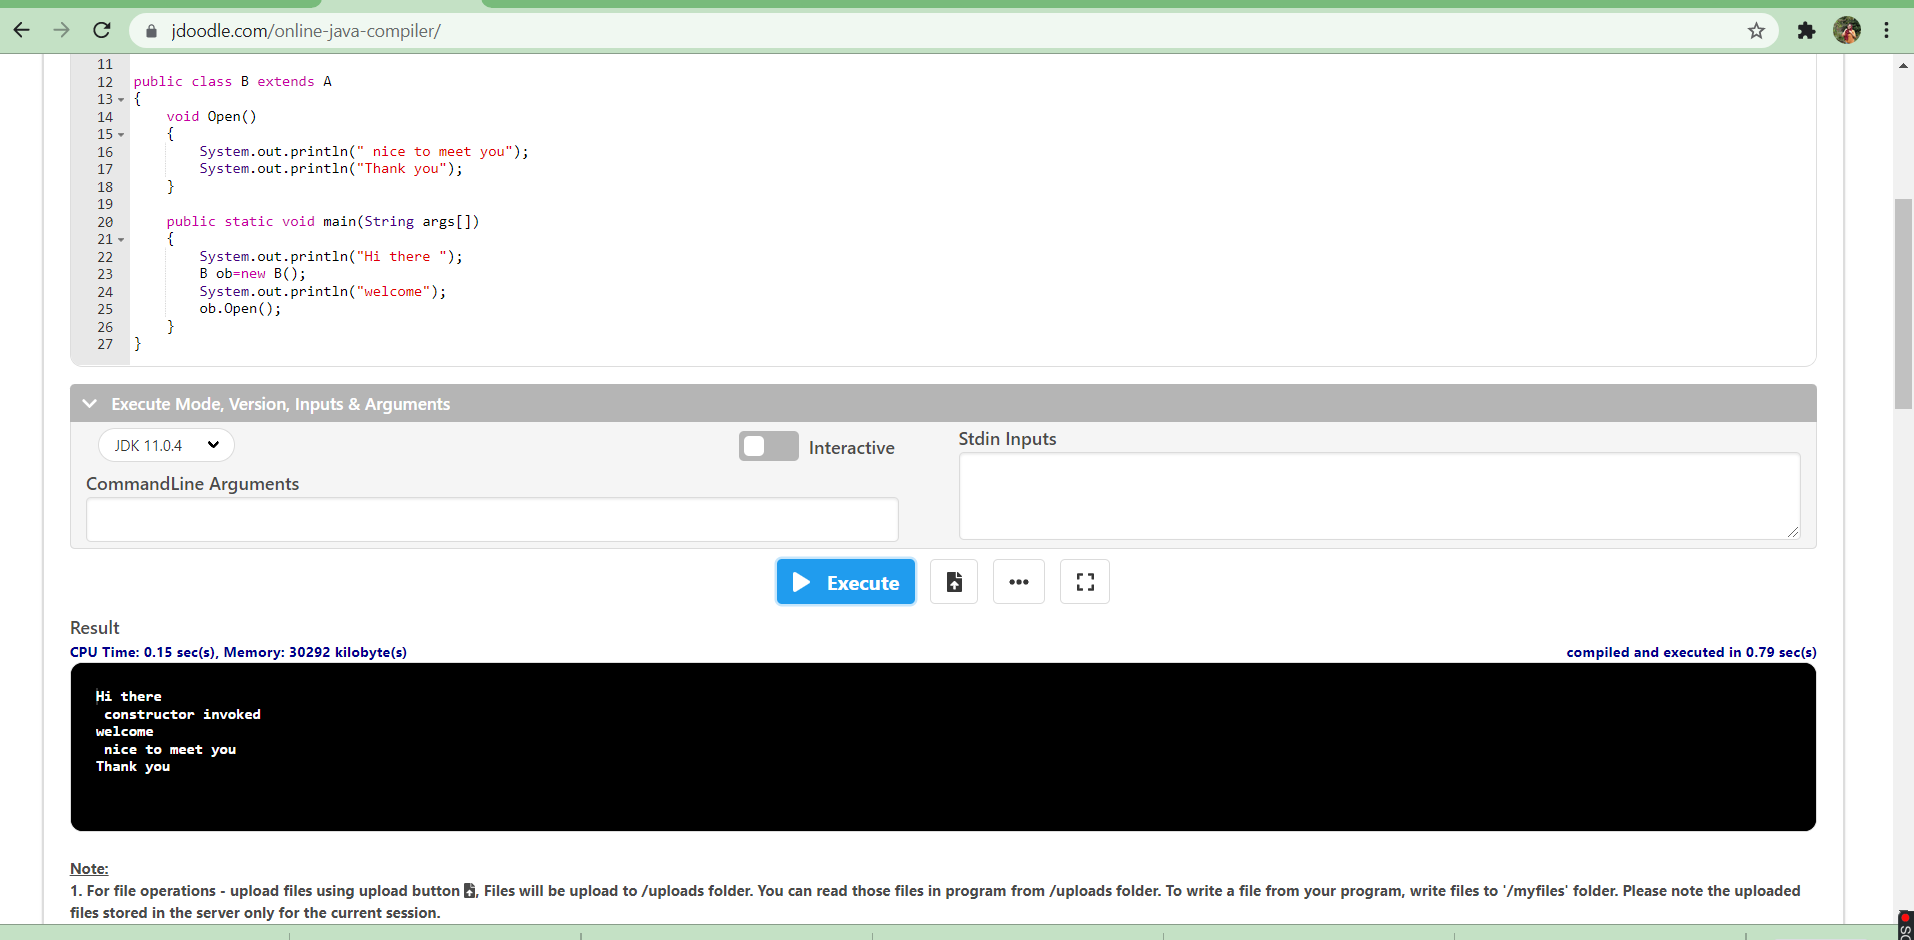 jdoodle.com/online-java-compiler/
11
12 public class B extends A
13 {
14 void Open()
15 {
16 System.out.println(" nice to meet you");
17 System.out.println("Thank you");
18 }
19
20 public static void main(String args[])
21 {
22 System.out.println("Hi there ");
23 B ob=new B();
24 System.out.println("welcome");
25 ob.Open();
26 }
27 }
Execute Mode, Version, Inputs & Arguments
JDK 11.0.4
Interactive
Stdin Inputs
CommandLine Arguments
Execute
Result
CPU Time: 0.15 sec(s), Memory: 30292 kilobyte(s)
compiled and executed in 0.79 sec(s)
Hi there
constructor invoked
welcome
nice to meet you
Thank you
Note:
1. For file operations - upload files using upload button , Files will be upload to /uploads folder. You can read those files in program from /uploads folder. To write a file from your program, write files to '/myfiles' folder. Please note the uploaded
files stored in the server only for the current session.